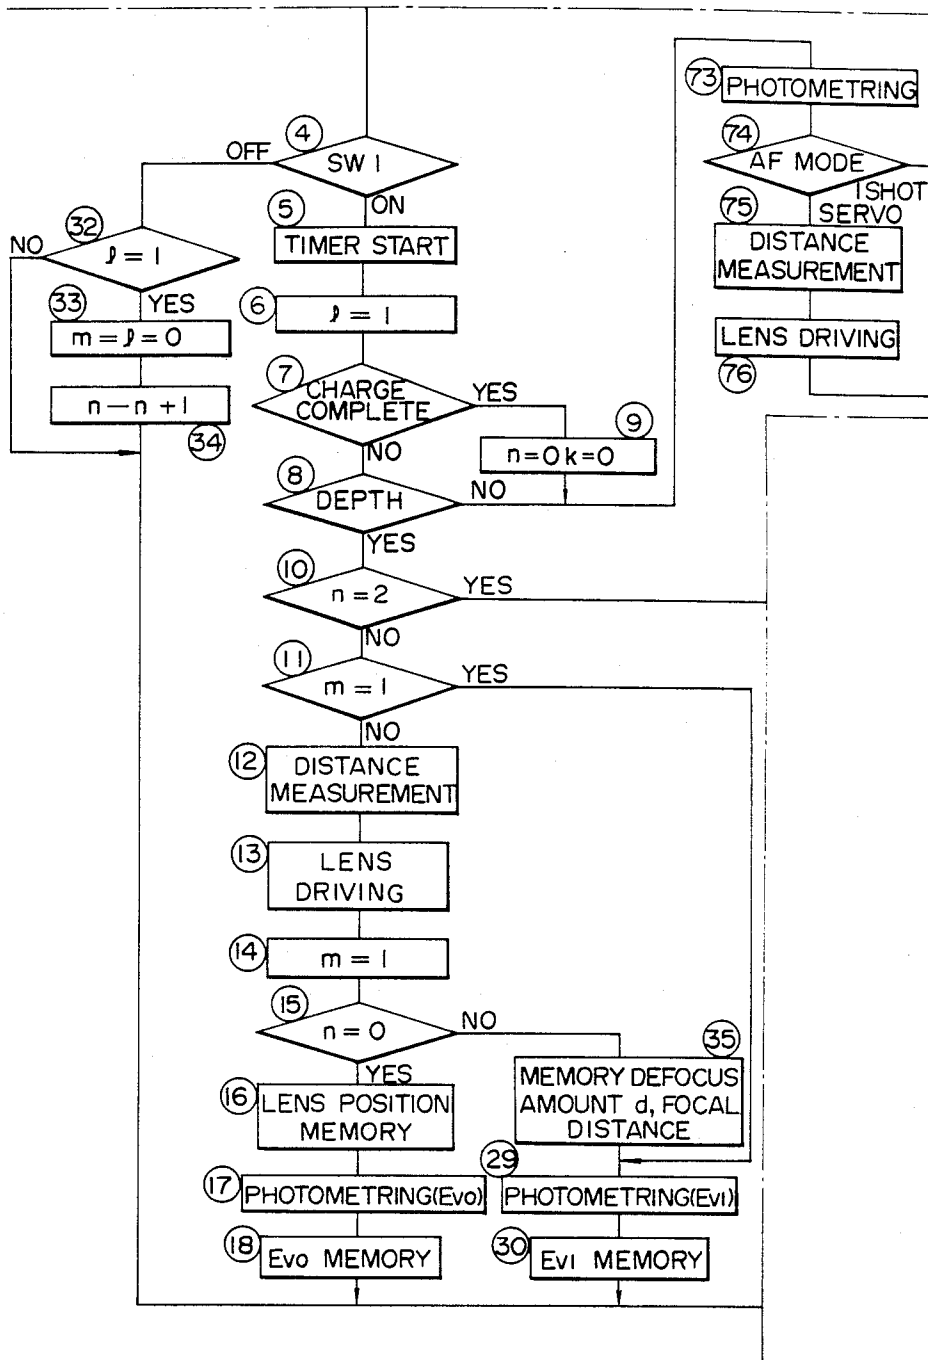 4
SW 1
OFF
ON
5
TIMER START
32
ℓ = 1
NO
YES
33
m = ℓ = 0
n — n + 1
34
6
ℓ = 1
7
CHARGE
COMPLETE
YES
NO
9
n = 0 k = 0
8
DEPTH
NO
YES
10
n = 2
YES
NO
11
m = 1
YES
NO
12
DISTANCE
MEASUREMENT
13
LENS
DRIVING
14
m = 1
15
n = 0
NO
YES
16
LENS POSITION
MEMORY
17
PHOTOMETRING(Ev0)
18
Ev0 MEMORY
35
MEMORY DEFOCUS
AMOUNT d, FOCAL
DISTANCE
29
PHOTOMETRING(Ev1)
30
Ev1 MEMORY
73
PHOTOMETRING
74
AF MODE
1 SHOT
SERVO
75
DISTANCE
MEASUREMENT
LENS DRIVING
76